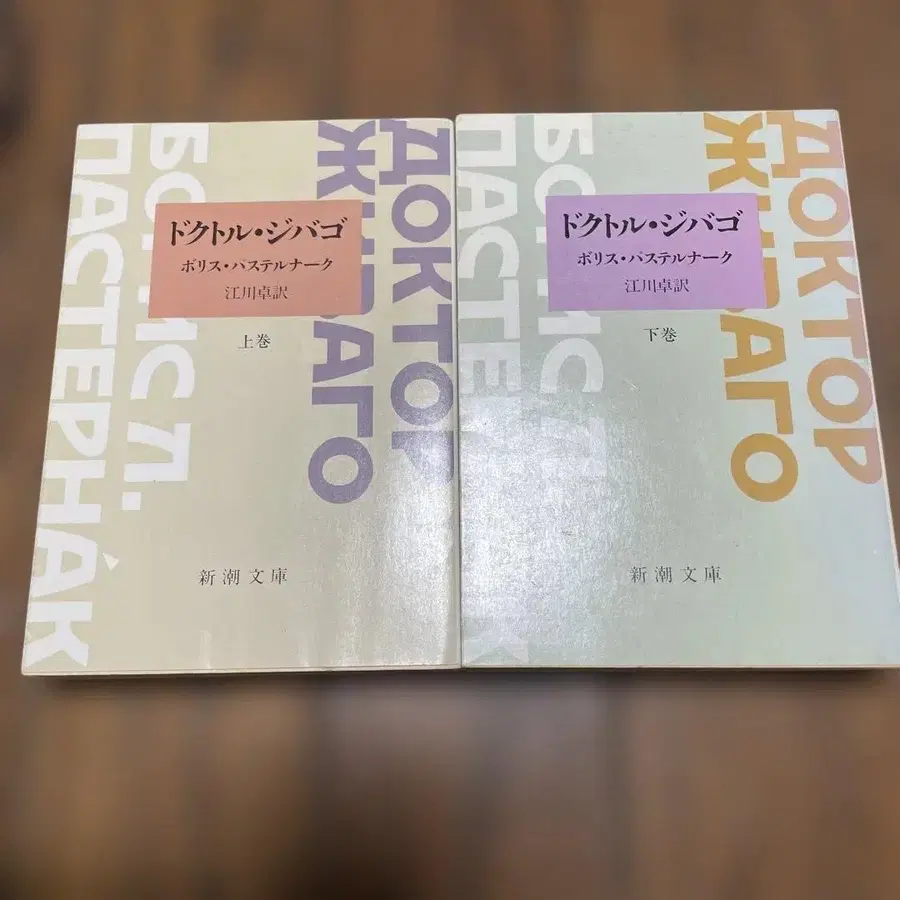 ДОКТОР
ЖИВАГО
БОРИС Л.
ПАСТЕРНА́К
ドクトル・ジバゴ
ボリス・パステルナーク
江川卓訳
上巻
新潮文庫
ДОКТОР
ЖИВАГО
БОРИС Л.
ПАСТЕРНА́К
ドクトル・ジバゴ
ボリス・パステルナーク
江川卓訳
下巻
新潮文庫